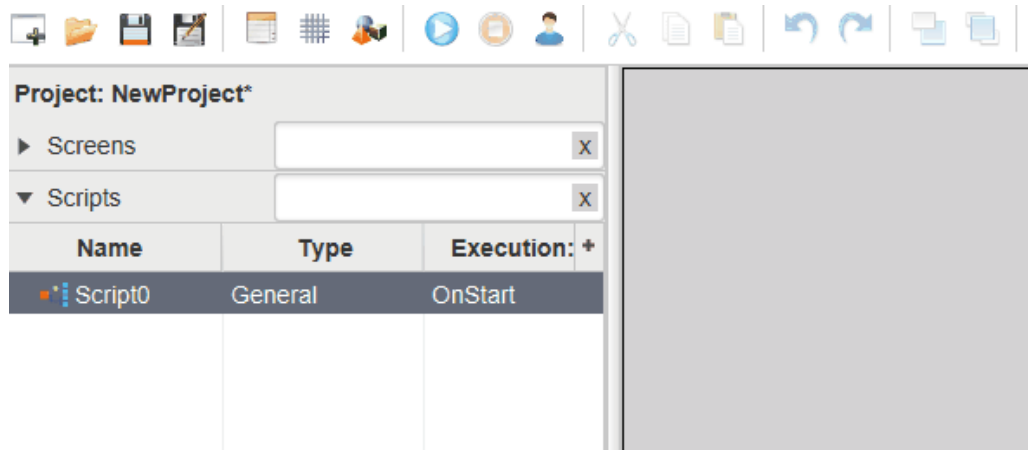 Project: NewProject*
Screens x
Scripts x
Name Type Execution: +
Script0 General OnStart